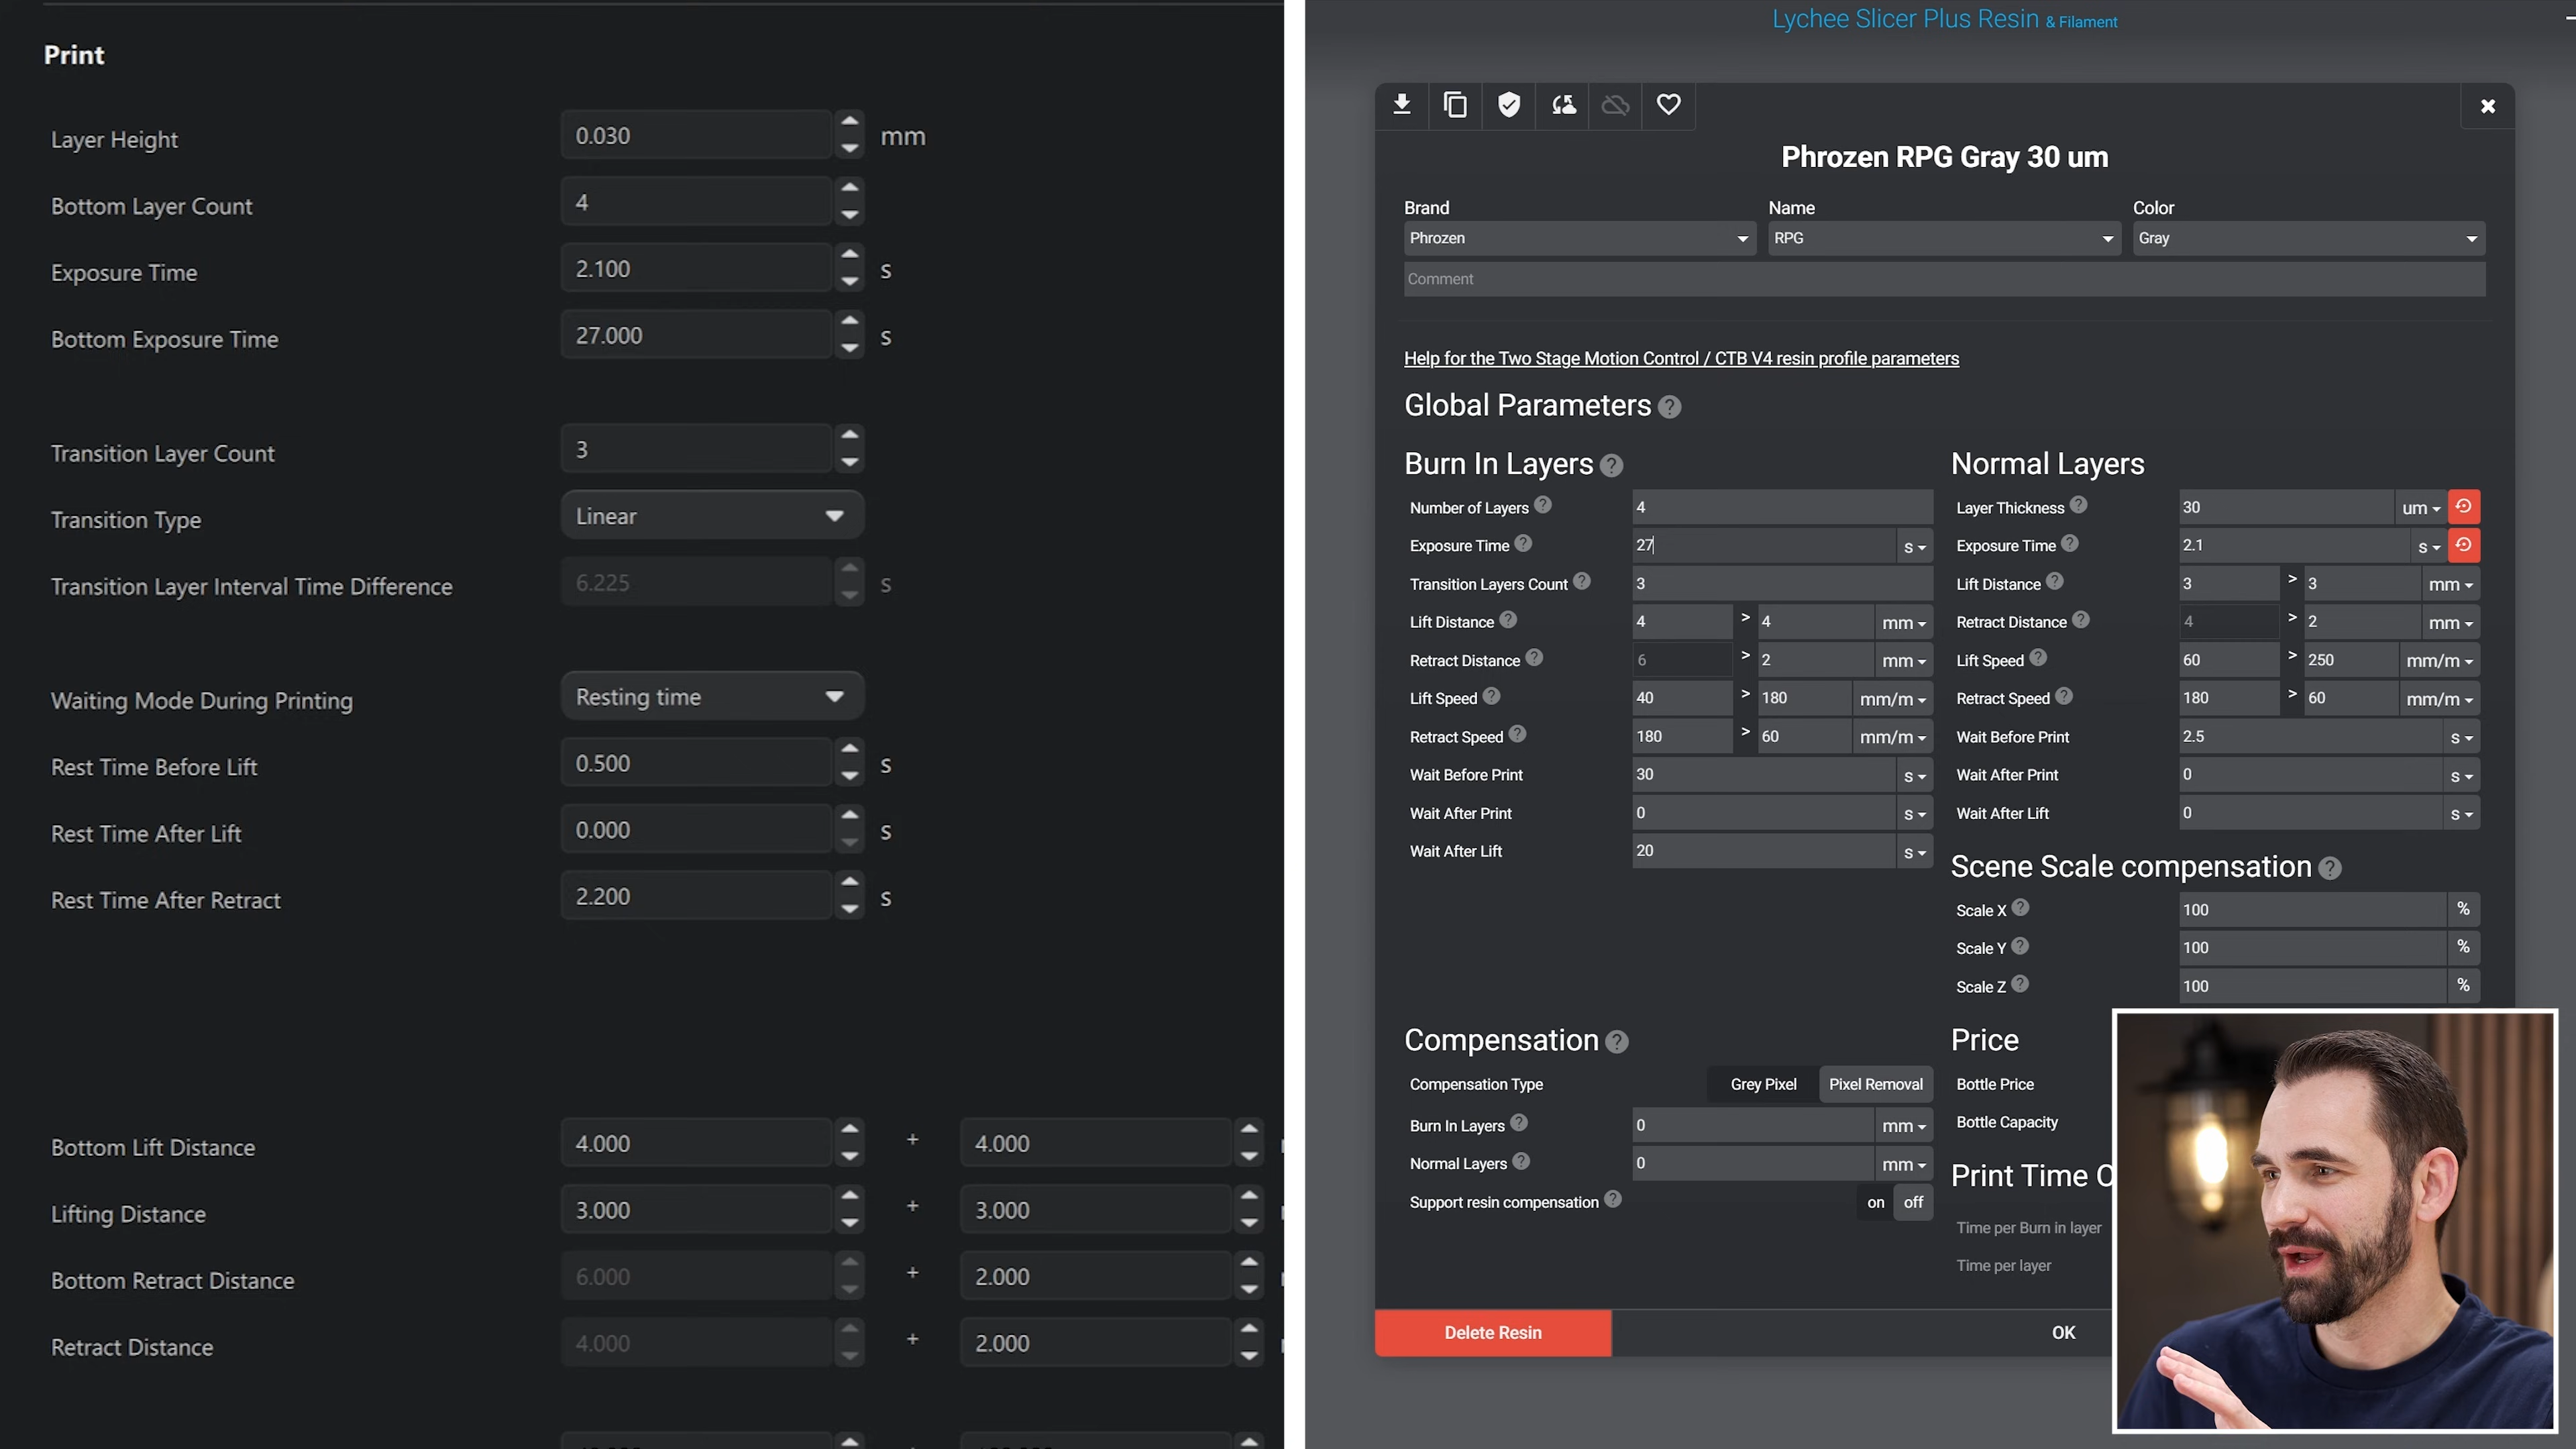 Print
Layer Height 0.030 mm
Bottom Layer Count 4
Exposure Time 2.100 s
Bottom Exposure Time 27.000 s
Transition Layer Count 3
Transition Type Linear
Transition Layer Interval Time Difference 6.225 s
Waiting Mode During Printing Resting time
Rest Time Before Lift 0.500 s
Rest Time After Lift 0.000 s
Rest Time After Retract 2.200 s
Bottom Lift Distance 4.000 + 4.000
Lifting Distance 3.000 + 3.000
Bottom Retract Distance 6.000 + 2.000
Retract Distance 4.000 + 2.000
Lychee Slicer Plus Resin & Filament
Phrozen RPG Gray 30 um
Brand Name Color
Phrozen RPG Gray
Comment
Help for the Two Stage Motion Control / CTB V4 resin profile parameters
Global Parameters ?
Burn In Layers ?
Number of Layers ? 4
Exposure Time ? 27 s
Transition Layers Count ? 3
Lift Distance ? 4 > 4 mm
Retract Distance ? 6 > 2 mm
Lift Speed ? 40 > 180 mm/m
Retract Speed ? 180 > 60 mm/m
Wait Before Print 30 s
Wait After Print 0 s
Wait After Lift 20 s
Normal Layers
Layer Thickness ? 30 um
Exposure Time ? 2.1 s
Lift Distance ? 3 > 3 mm
Retract Distance ? 4 > 2 mm
Lift Speed ? 60 > 250 mm/m
Retract Speed ? 180 > 60 mm/m
Wait Before Print 2.5 s
Wait After Print 0 s
Wait After Lift 0 s
Scene Scale compensation ?
Scale X ? 100 %
Scale Y ? 100 %
Scale Z ? 100 %
Compensation ?
Compensation Type Grey Pixel Pixel Removal
Burn In Layers ? 0 mm
Normal Layers ? 0 mm
Support resin compensation ? on off
Price
Bottle Price
Bottle Capacity
Print Time O
Time per Burn in layer
Time per layer
Delete Resin OK